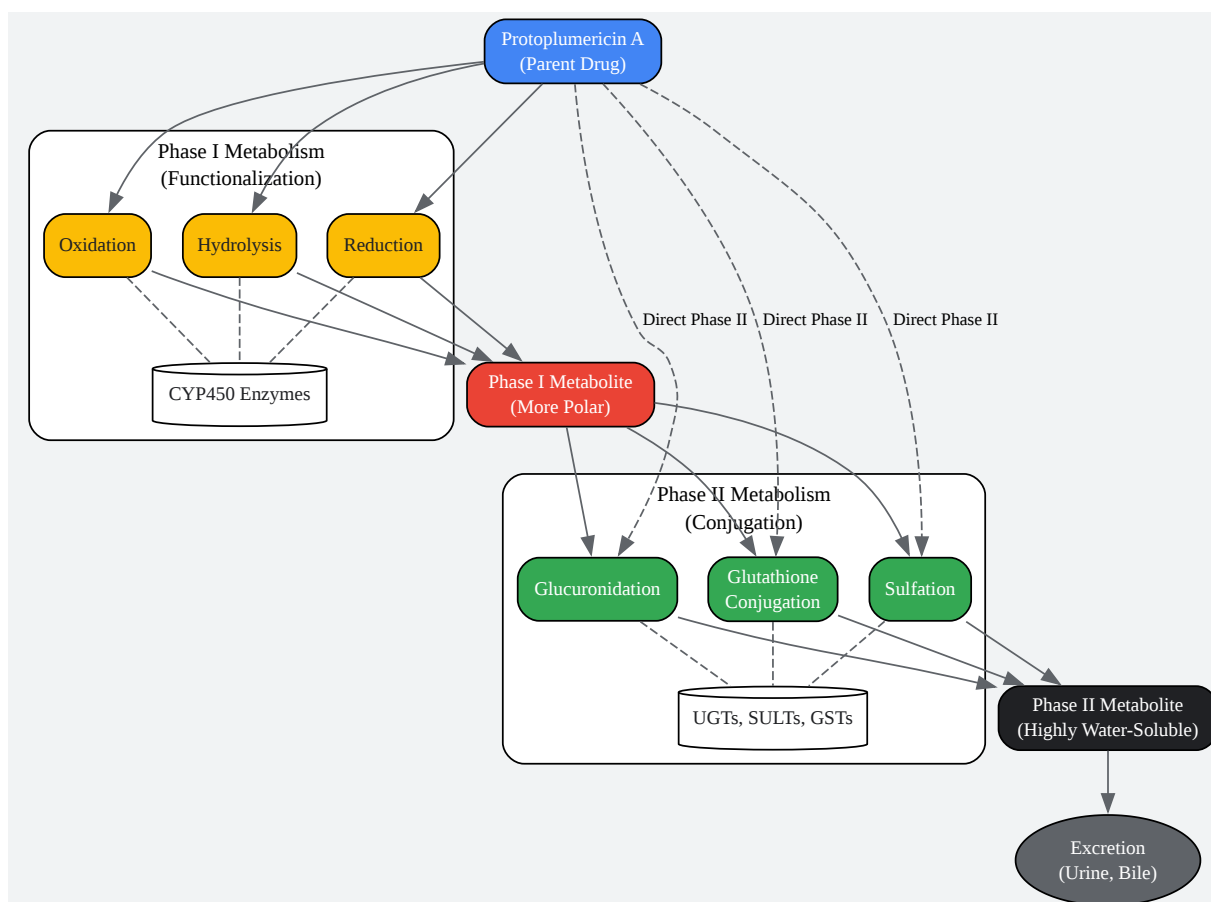 Protoplumericin A
(Parent Drug)
Phase I Metabolism
(Functionalization)
Oxidation
Hydrolysis
Reduction
Direct Phase II
Direct Phase II
Direct Phase II
CYP450 Enzymes
Phase I Metabolite
(More Polar)
Phase II Metabolism
(Conjugation)
Glucuronidation
Glutathione
Conjugation
Sulfation
UGTs, SULTs, GSTs
Phase II Metabolite
(Highly Water-Soluble)
Excretion
(Urine, Bile)